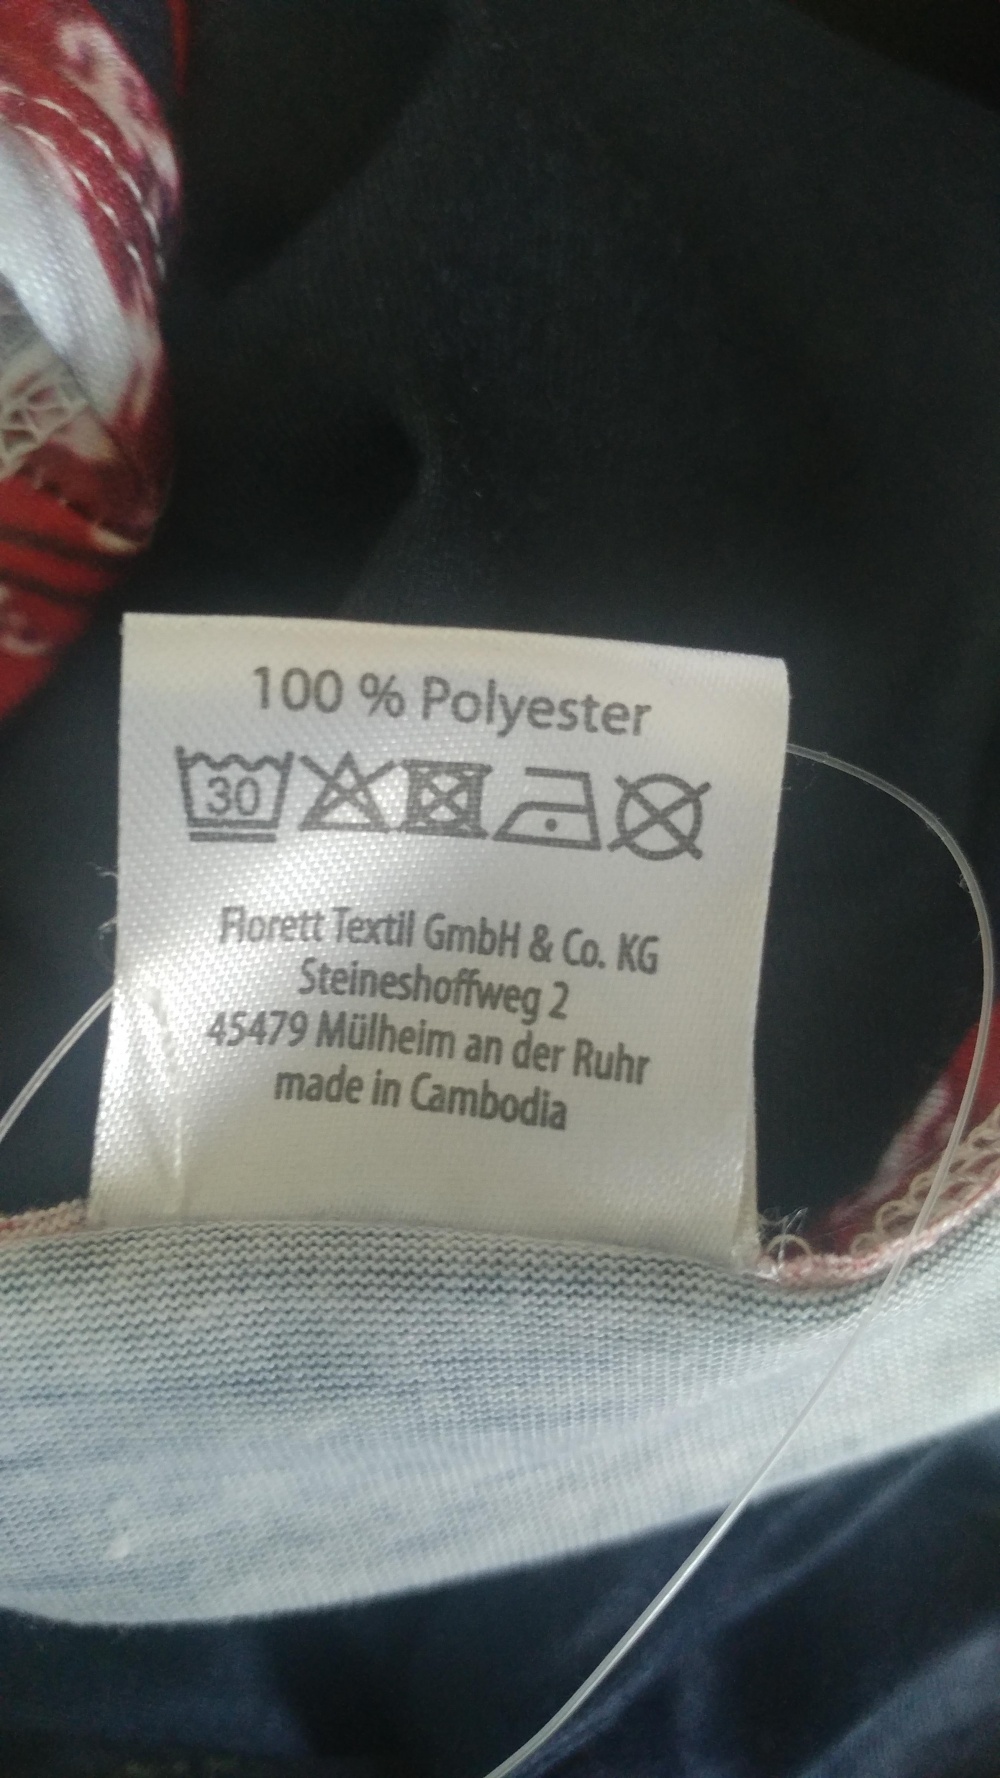 100 % Polyester
30
Florett Textil GmbH & Co. KG
Steineshoffweg 2
45479 Mülheim an der Ruhr
made in Cambodia